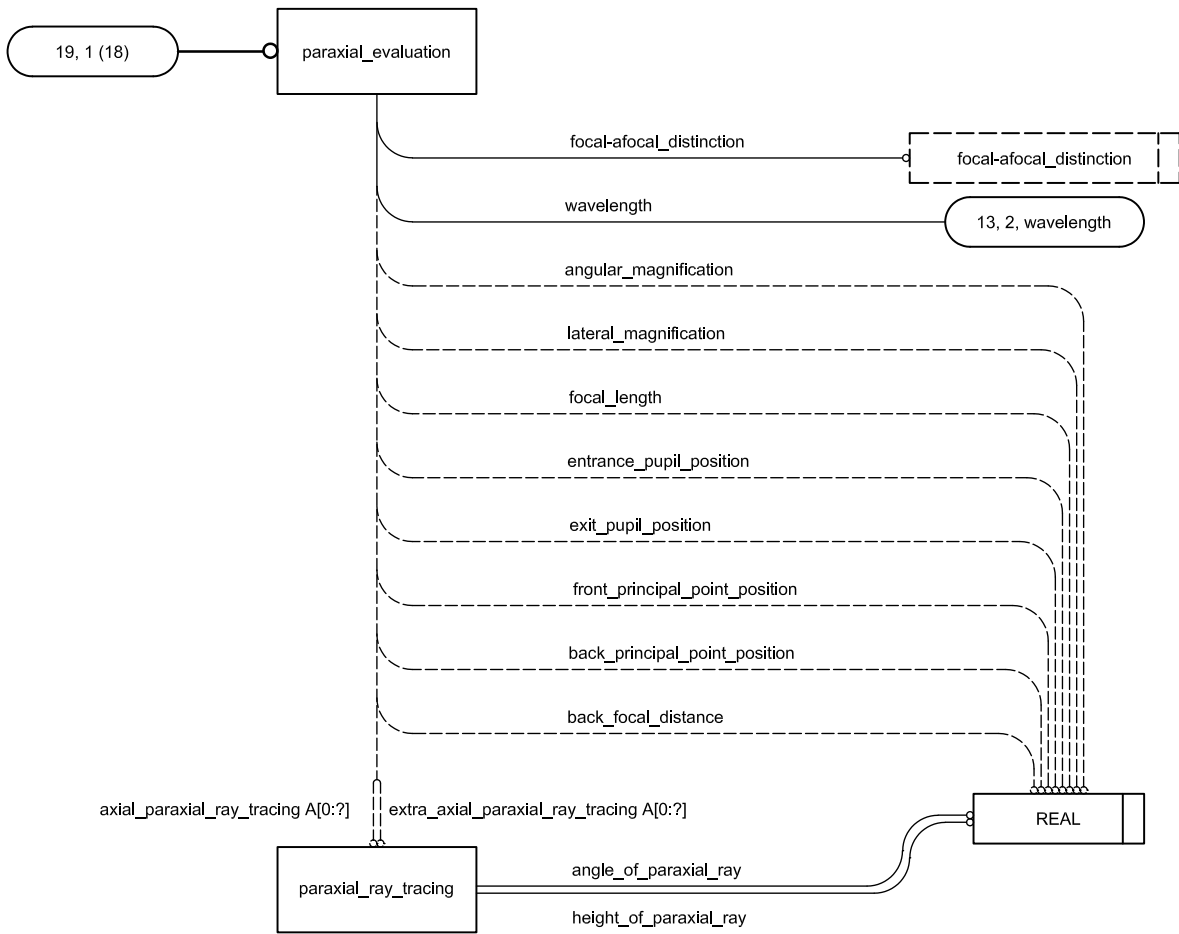 19, 1 (18)
paraxial_evaluation
focal-afocal_distinction
focal-afocal_distinction
wavelength
13, 2, wavelength
angular_magnification
lateral_magnification
focal_length
entrance_pupil_position
exit_pupil_position
front_principal_point_position
back_principal_point_position
back_focal_distance
axial_paraxial_ray_tracing A[0:?]
extra_axial_paraxial_ray_tracing A[0:?]
REAL
angle_of_paraxial_ray
paraxial_ray_tracing
height_of_paraxial_ray